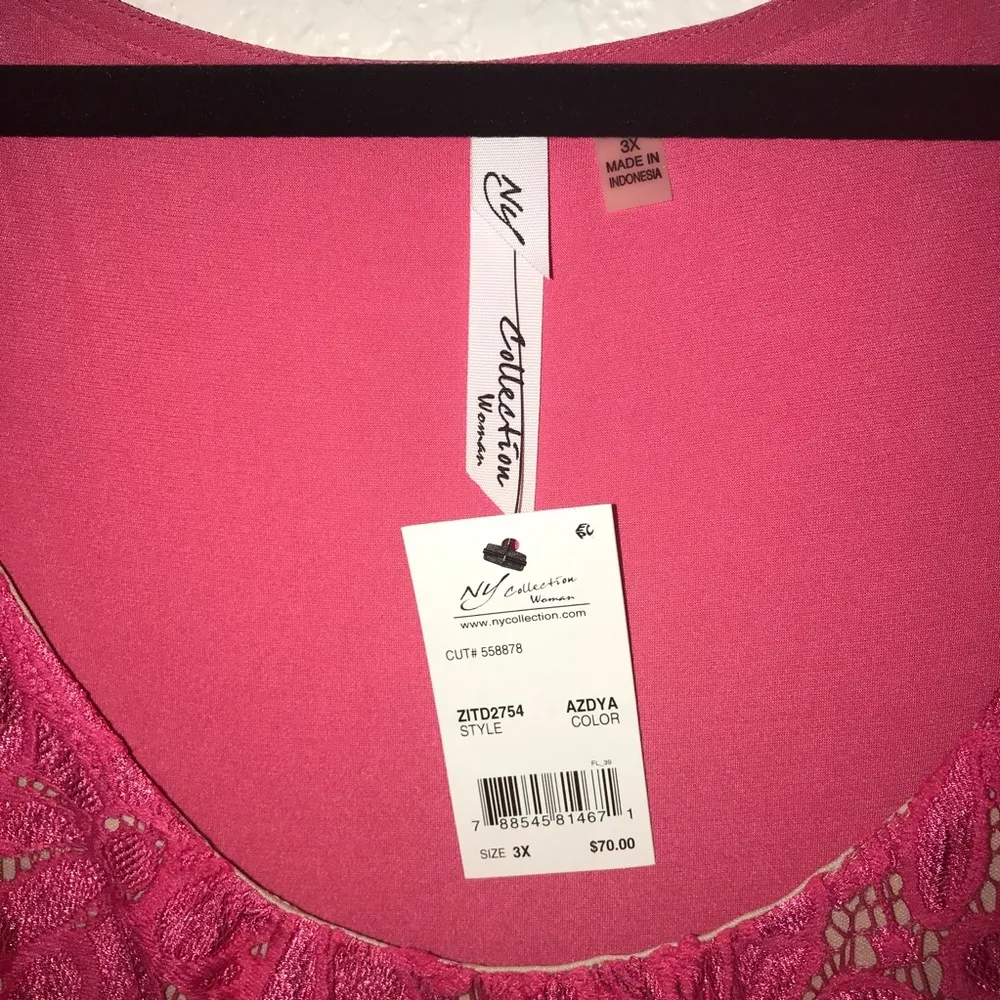 3X
MADE IN
INDONESIA
NY
Collection
Woman
NY Collection
Woman
www.nycollection.com
CUT# 558878
ZITD2754 AZDYA
STYLE COLOR
FL_39
7 88545 81467 1
SIZE 3X $70.00